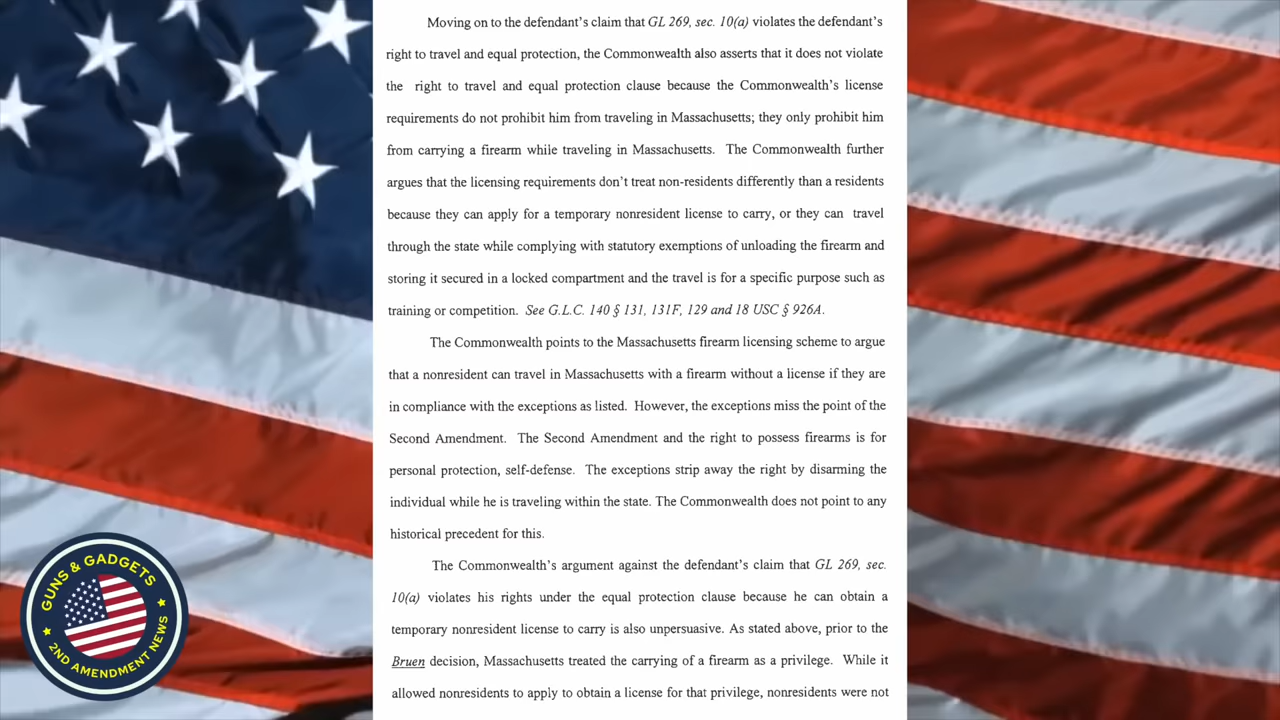 Moving on to the defendant's claim that GL 269, sec. 10(a) violates the defendant's
right to travel and equal protection, the Commonwealth also asserts that it does not violate
the right to travel and equal protection clause because the Commonwealth's license
requirements do not prohibit him from traveling in Massachusetts; they only prohibit him
from carrying a firearm while traveling in Massachusetts. The Commonwealth further
argues that the licensing requirements don't treat non-residents differently than a residents
because they can apply for a temporary nonresident license to carry, or they can travel
through the state while complying with statutory exemptions of unloading the firearm and
storing it secured in a locked compartment and the travel is for a specific purpose such as
training or competition. See G.L.C. 140 § 131, 131F, 129 and 18 USC § 926A.
The Commonwealth points to the Massachusetts firearm licensing scheme to argue
that a nonresident can travel in Massachusetts with a firearm without a license if they are
in compliance with the exceptions as listed. However, the exceptions miss the point of the
Second Amendment. The Second Amendment and the right to possess firearms is for
personal protection, self-defense. The exceptions strip away the right by disarming the
individual while he is traveling within the state. The Commonwealth does not point to any
historical precedent for this.
The Commonwealth's argument against the defendant's claim that GL 269, sec.
10(a) violates his rights under the equal protection clause because he can obtain a
temporary nonresident license to carry is also unpersuasive. As stated above, prior to the
Bruen decision, Massachusetts treated the carrying of a firearm as a privilege. While it
allowed nonresidents to apply to obtain a license for that privilege, nonresidents were not
GUNS & GADGETS
2ND AMENDMENT NEWS